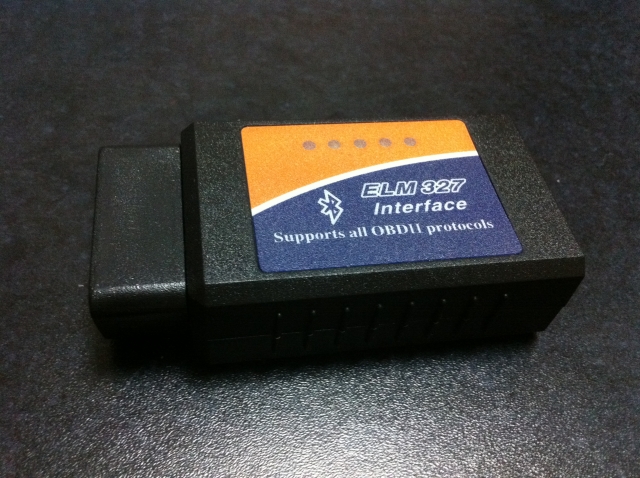 ELM 327
Interface
Supports all OBDII protocols